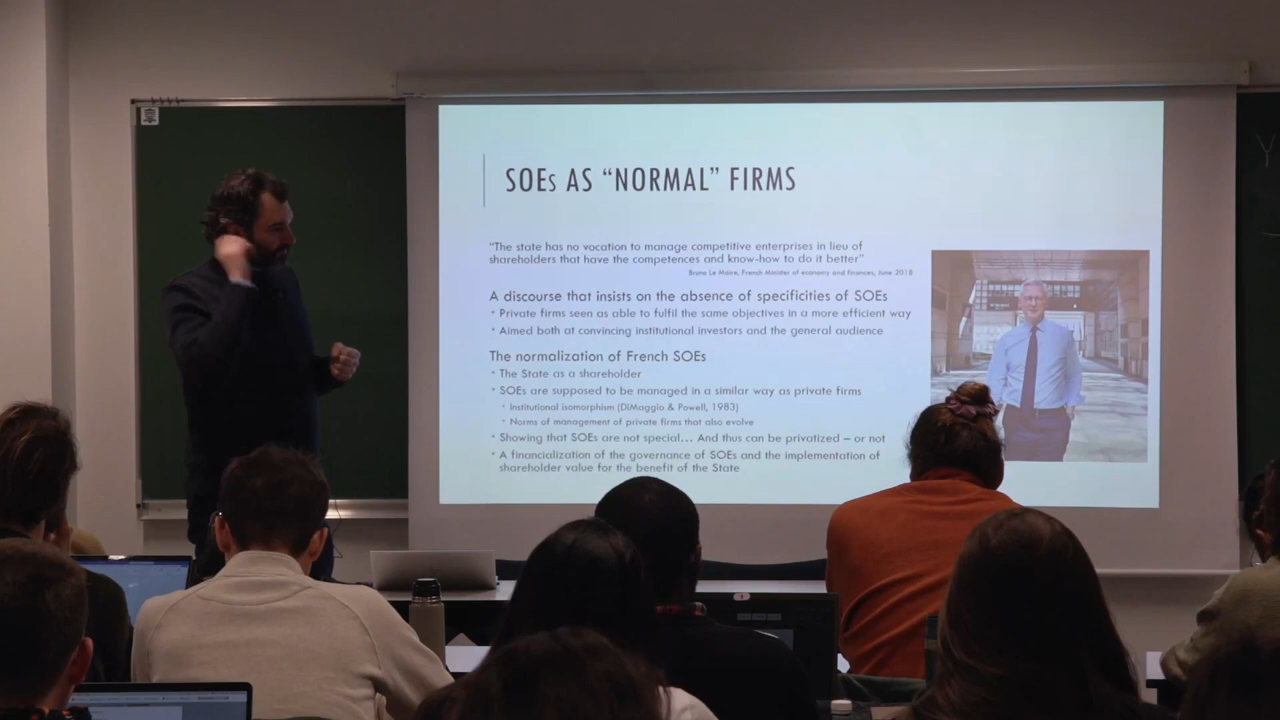 SOEs AS “NORMAL” FIRMS
“The state has no vocation to manage competitive enterprises in lieu of
shareholders that have the competences and know-how to do it better”
Bruno Le Maire, French Minister of economy and finances, June 2018
A discourse that insists on the absence of specificities of SOEs
• Private firms seen as able to fulfil the same objectives in a more efficient way
• Aimed both at convincing institutional investors and the general audience
The normalization of French SOEs
• The State as a shareholder
• SOEs are supposed to be managed in a similar way as private firms
• Institutional isomorphism (DiMaggio & Powell, 1983)
• Norms of management of private firms that also evolve
• Showing that SOEs are not special... And thus can be privatized – or not
• A financialization of the governance of SOEs and the implementation of
shareholder value for the benefit of the State